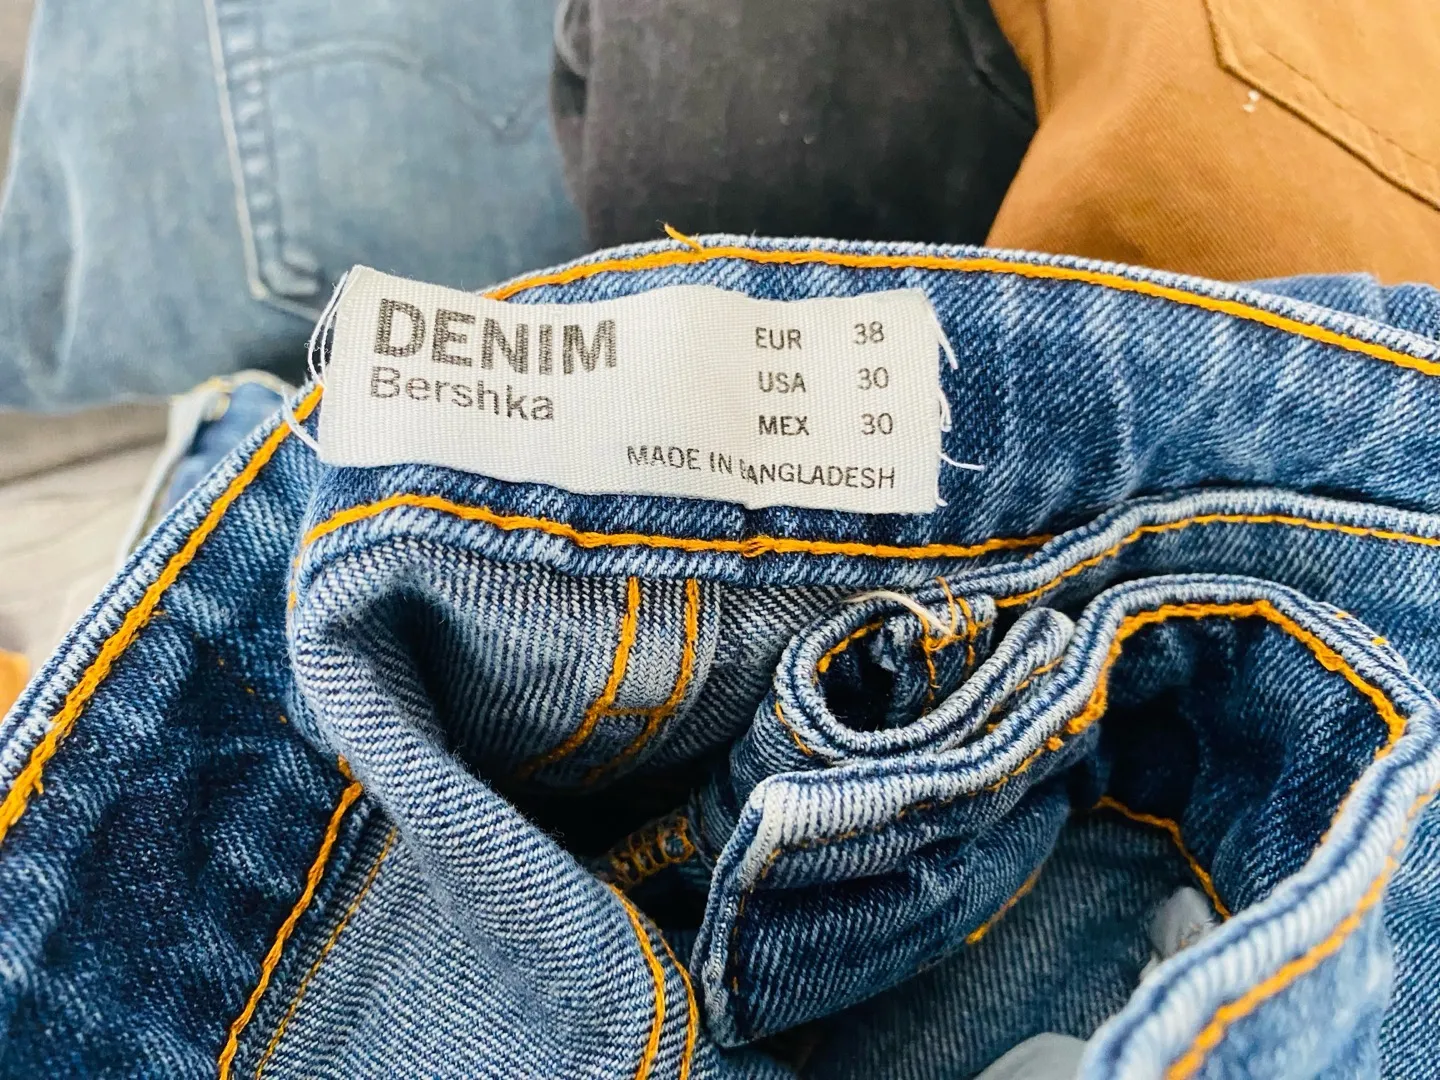 DENIM
Bershka
EUR 38
USA 30
MEX 30
MADE IN BANGLADESH